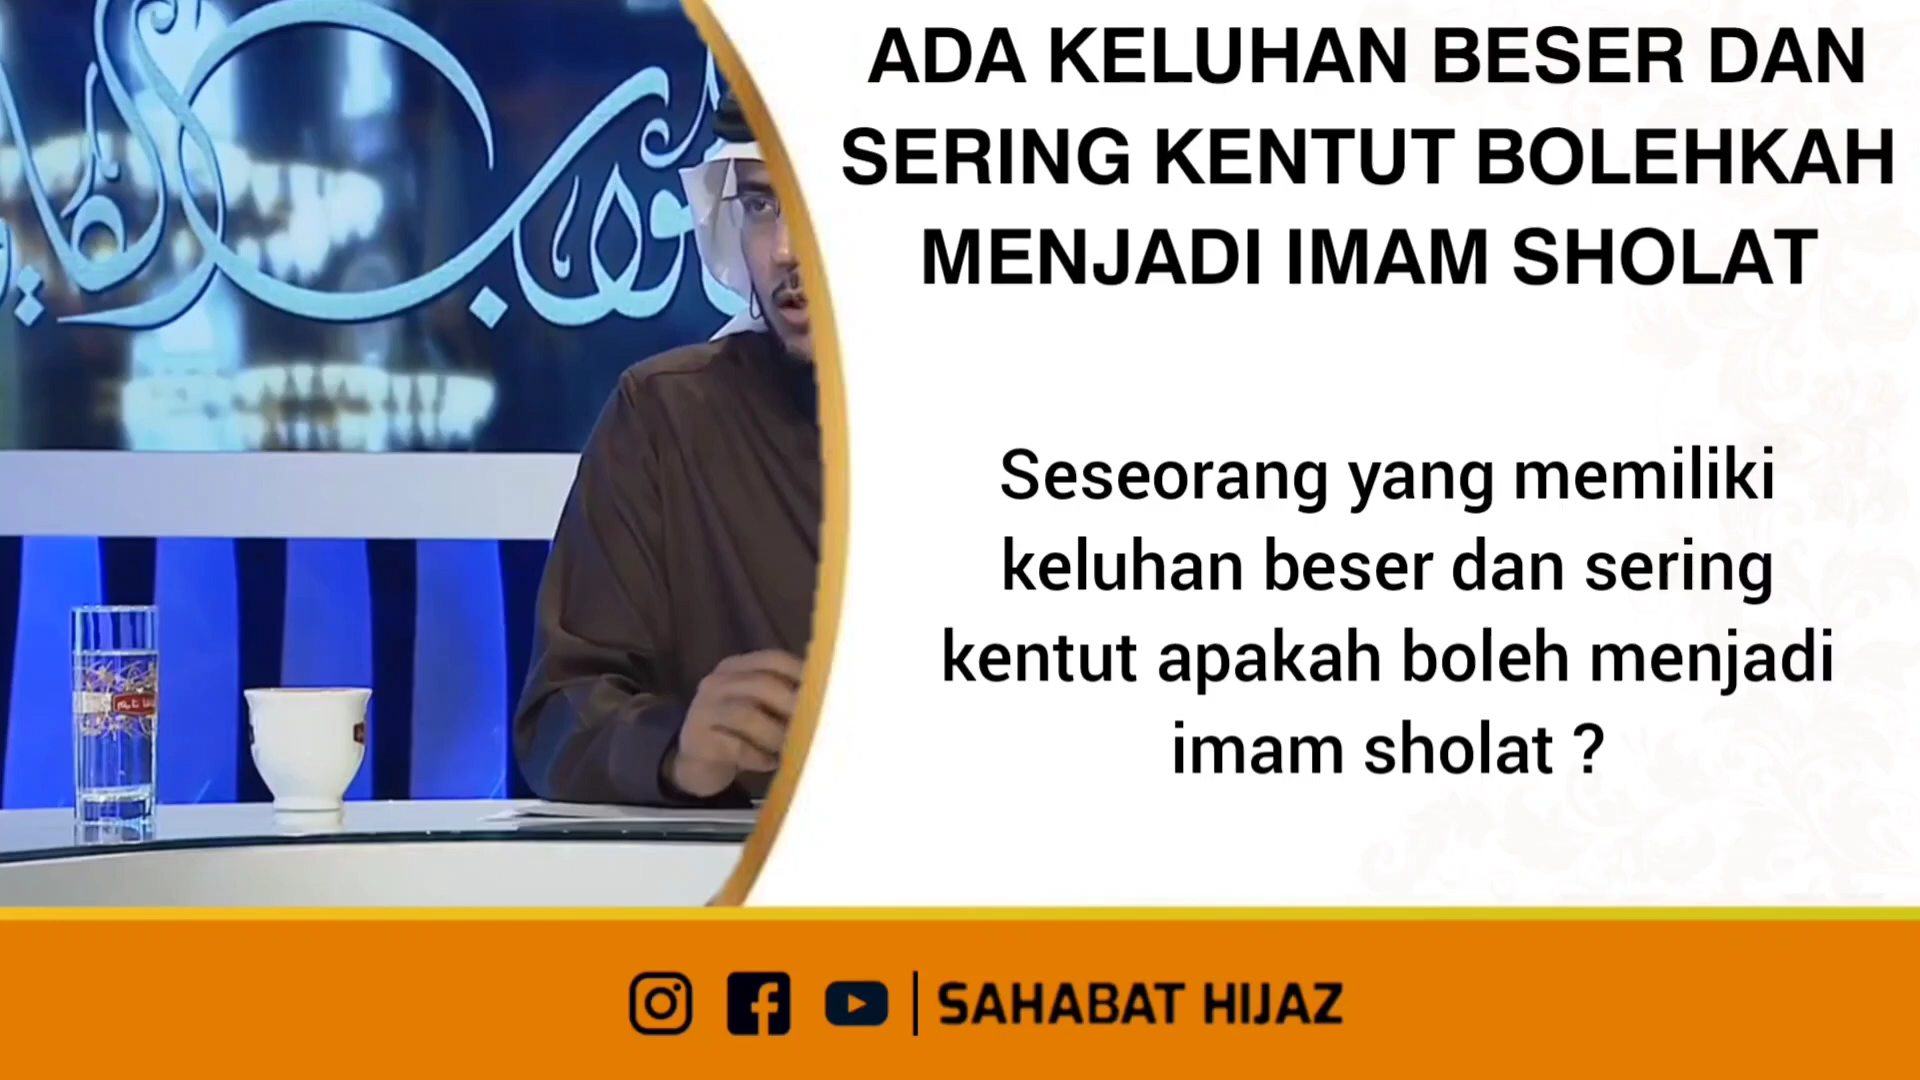 ADA KELUHAN BESER DAN
SERING KENTUT BOLEHKAH
MENJADI IMAM SHOLAT
Seseorang yang memiliki
keluhan beser dan sering
kentut apakah boleh menjadi
imam sholat ?
SAHABAT HIJAZ